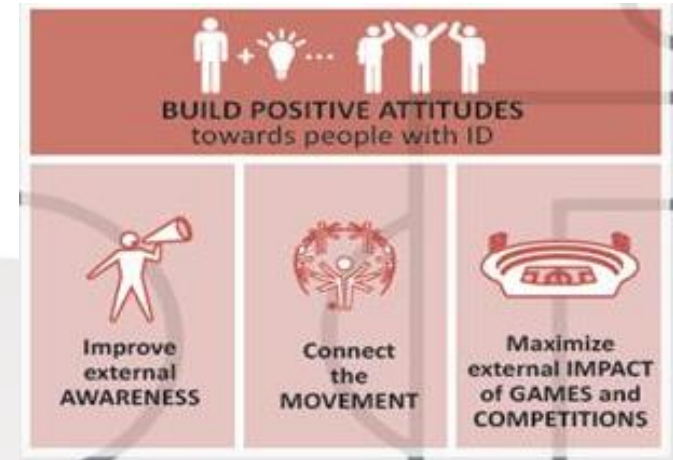 BUILD POSITIVE ATTITUDES
towards people with ID
Improve
external
AWARENESS
Connect
the
MOVEMENT
Maximize
external IMPACT
of GAMES and
COMPETITIONS